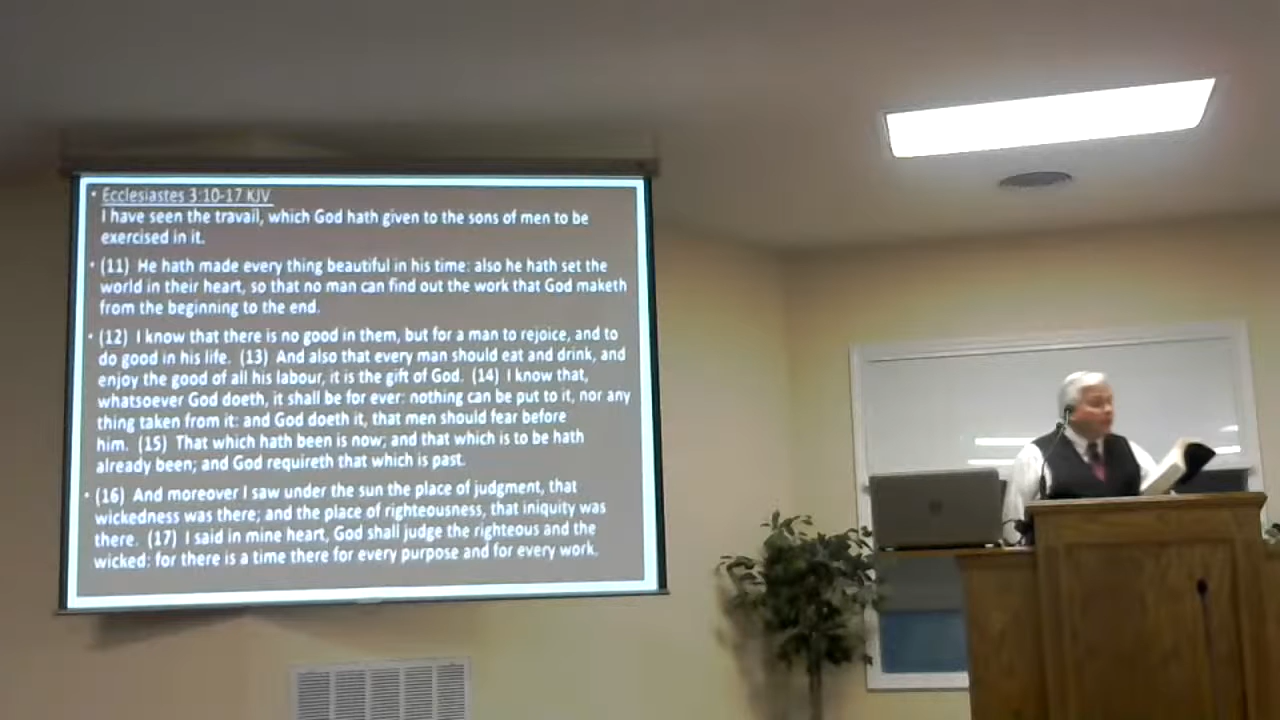 • Ecclesiastes 3:10-17 KJV
I have seen the travail, which God hath given to the sons of men to be
exercised in it.
• (11) He hath made every thing beautiful in his time: also he hath set the
world in their heart, so that no man can find out the work that God maketh
from the beginning to the end.
• (12) I know that there is no good in them, but for a man to rejoice, and to
do good in his life. (13) And also that every man should eat and drink, and
enjoy the good of all his labour, it is the gift of God. (14) I know that,
whatsoever God doeth, it shall be for ever: nothing can be put to it, nor any
thing taken from it: and God doeth it, that men should fear before
him. (15) That which hath been is now; and that which is to be hath
already been; and God requireth that which is past.
• (16) And moreover I saw under the sun the place of judgment, that
wickedness was there; and the place of righteousness, that iniquity was
there. (17) I said in mine heart, God shall judge the righteous and the
wicked: for there is a time there for every purpose and for every work.